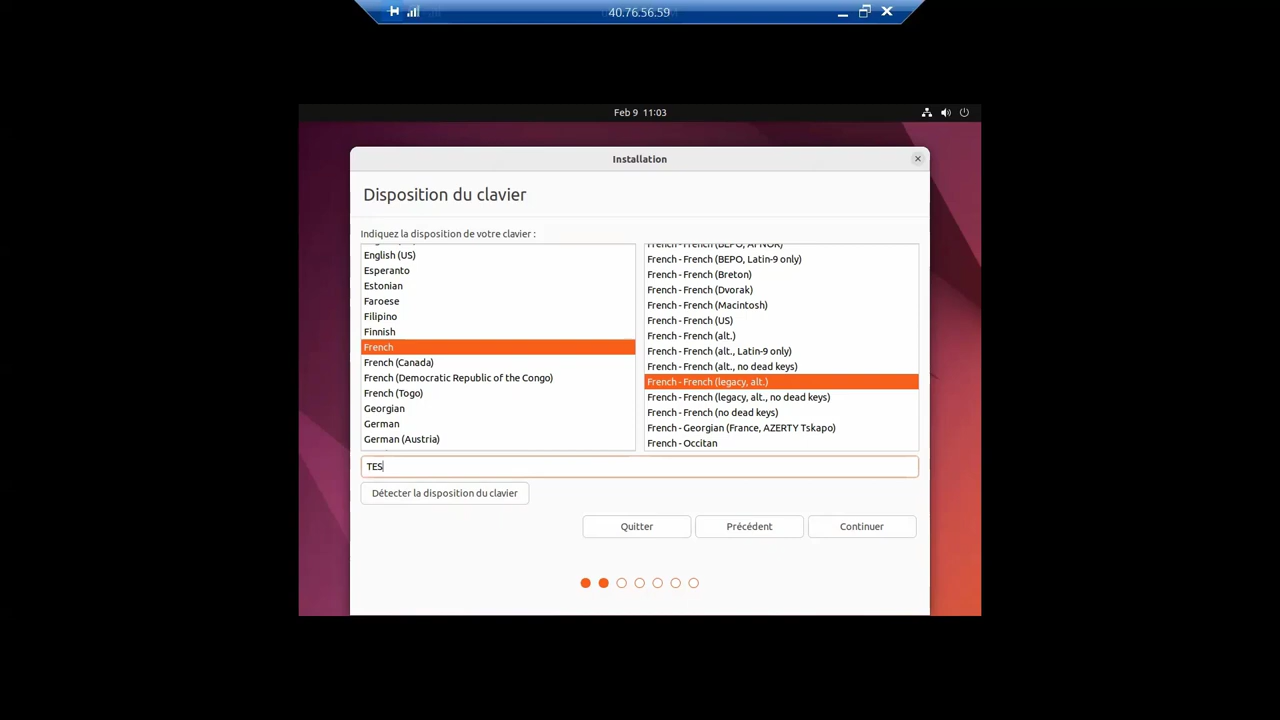 40.76.56.59
Feb 9 11:03
Installation
Disposition du clavier
Indiquez la disposition de votre clavier :
English (US)
Esperanto
Estonian
Faroese
Filipino
Finnish
French
French (Canada)
French (Democratic Republic of the Congo)
French (Togo)
Georgian
German
German (Austria)
French - French (BEPO, AFNOR)
French - French (BEPO, Latin-9 only)
French - French (Breton)
French - French (Dvorak)
French - French (Macintosh)
French - French (US)
French - French (alt.)
French - French (alt., Latin-9 only)
French - French (alt., no dead keys)
French - French (legacy, alt.)
French - French (legacy, alt., no dead keys)
French - French (no dead keys)
French - Georgian (France, AZERTY Tskapo)
French - Occitan
TES
Détecter la disposition du clavier
Quitter
Précédent
Continuer